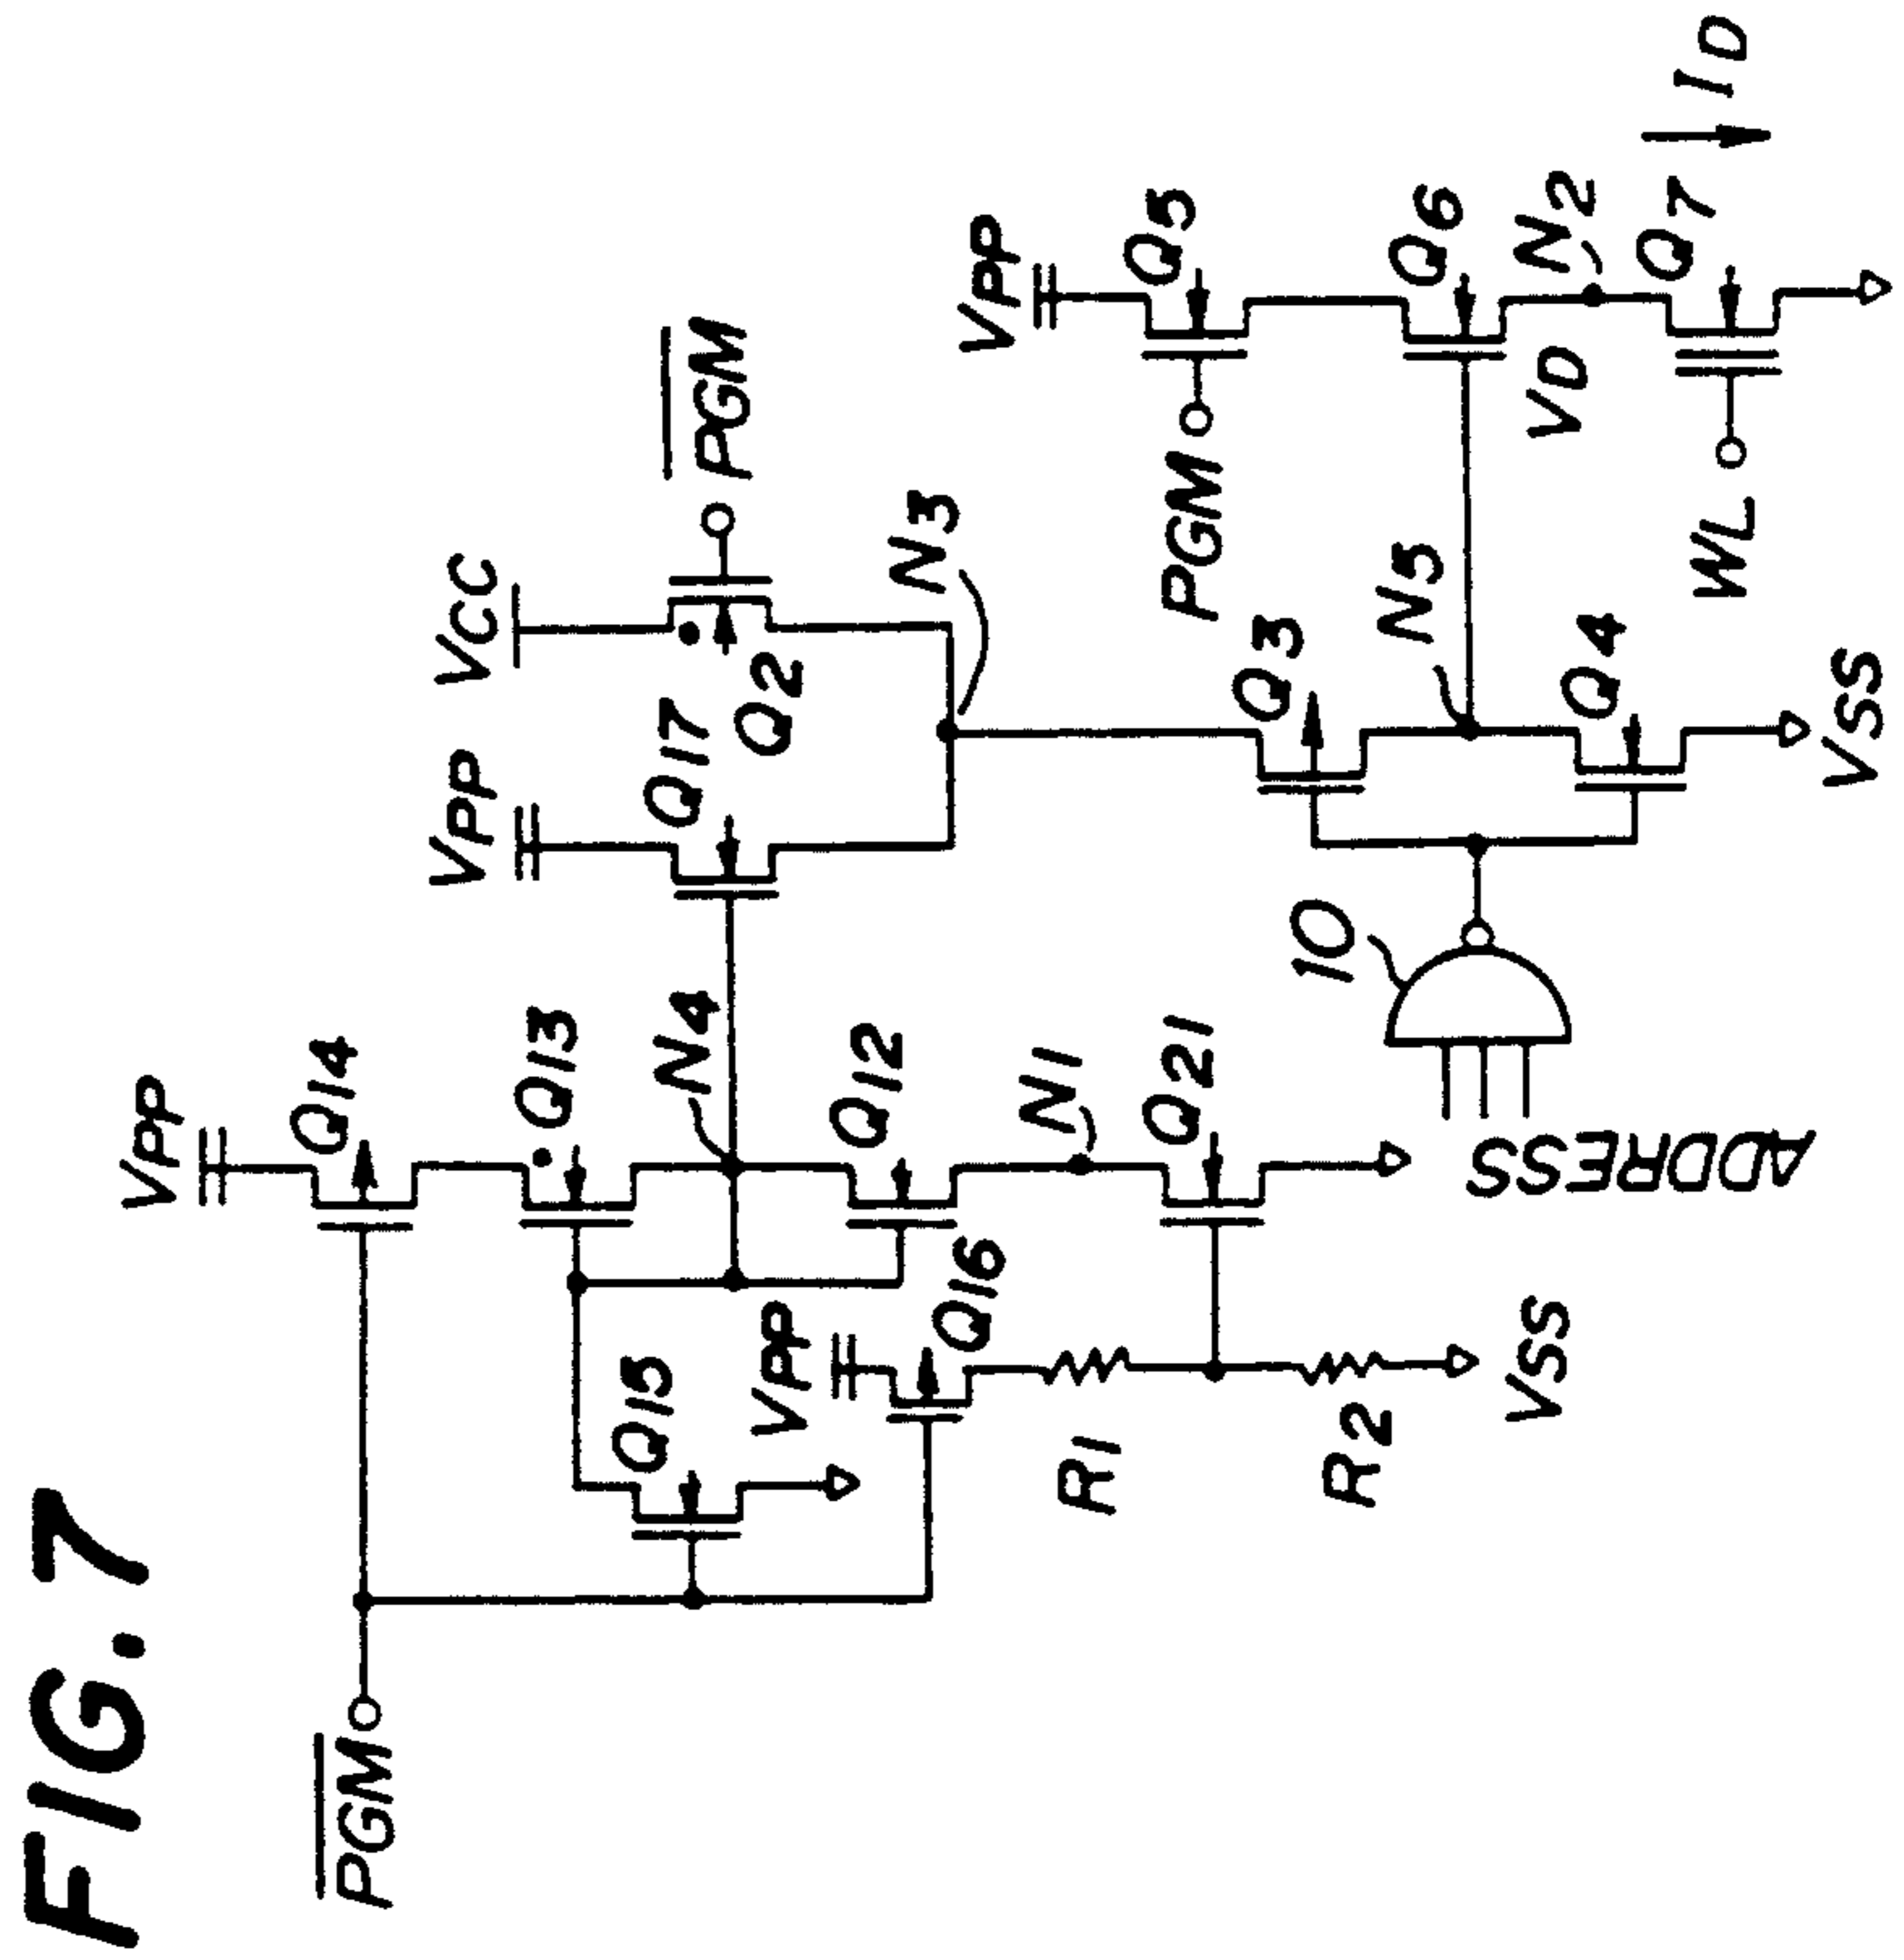 FIG. 7
PGM
VPP
Q14
Q13
N4
Q12
N11
Q21
Q15
VPP
Q16
R1
R2
VSS
VPP
Q17
VCC
Q2
PGM
N3
Q3
N5
Q4
VSS
10
ADDRESS
VPP
Q5
PGM
Q6
N2
VD
Q7
WL
ID